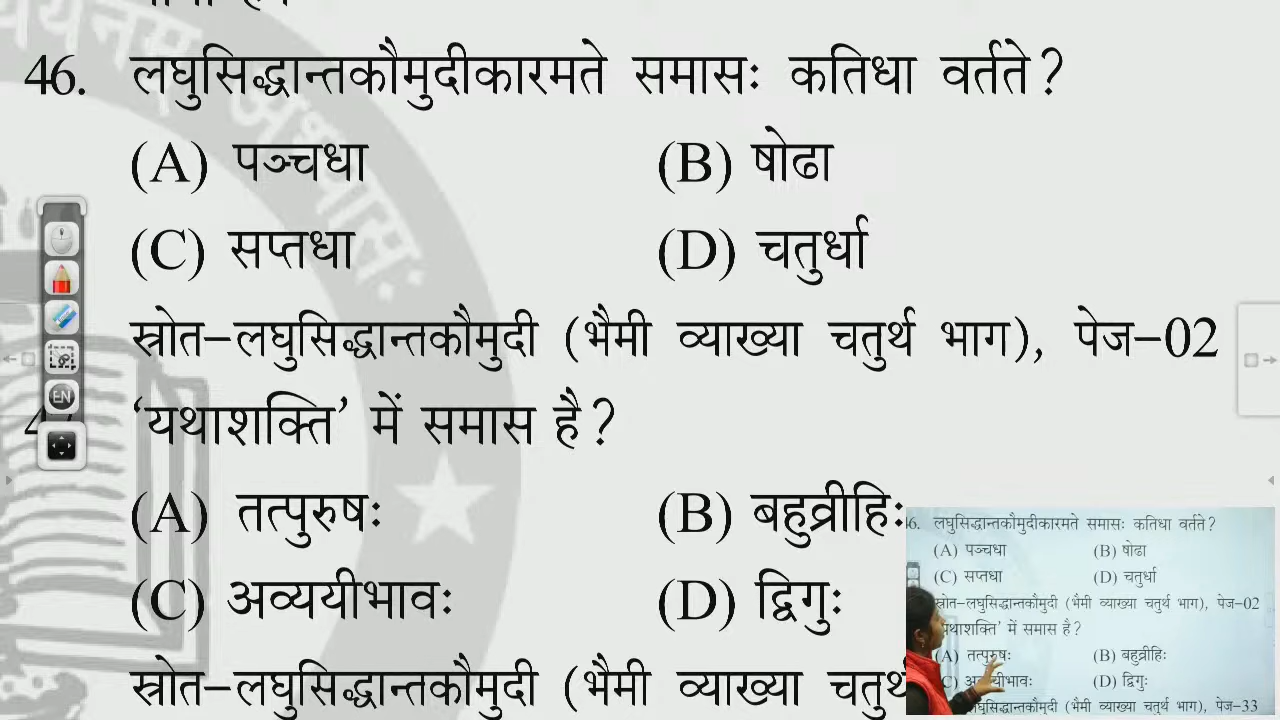 46. लघुसिद्धान्तकौमुदीकारमते समासः कतिधा वर्तते?
(A) पञ्चधा (B) षोढा
(C) सप्तधा (D) चतुर्धा
स्रोत–लघुसिद्धान्तकौमुदी (भैमी व्याख्या चतुर्थ भाग), पेज–02
‘यथाशक्ति’ में समास है?
(A) तत्पुरुषः (B) बहुव्रीहिः
(C) अव्ययीभावः (D) द्विगुः
स्रोत–लघुसिद्धान्तकौमुदी (भैमी व्याख्या चतुर्थ
EN
6. लघुसिद्धान्तकौमुदीकारमते समासः कतिधा वर्तते?
(A) पञ्चधा (B) षोढा
(C) सप्तधा (D) चतुर्धा
स्रोत–लघुसिद्धान्तकौमुदी (भैमी व्याख्या चतुर्थ भाग), पेज–02
यथाशक्ति’ में समास है?
(A) तत्पुरुषः (B) बहुव्रीहिः
(D) द्विगुः
लघुसिद्धान्तकौमुदी (भैमी व्याख्या चतुर्थ भाग), पेज–33